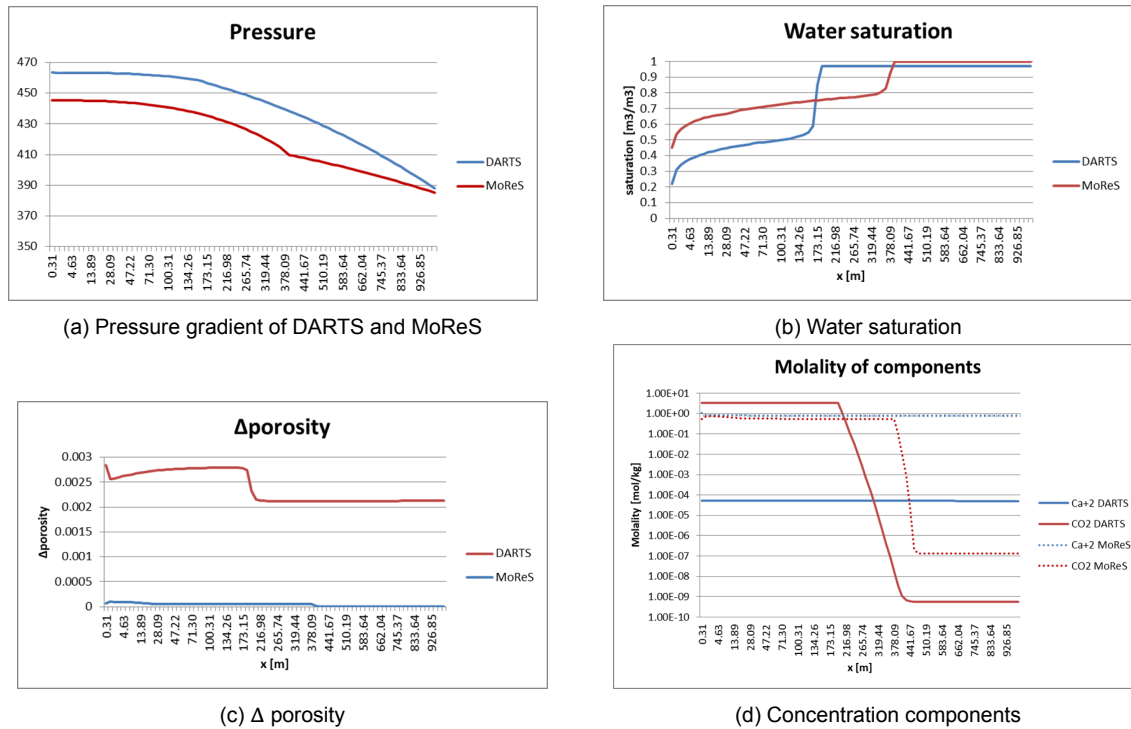 Pressure
470
450
430
410
390
370
350
0.31
4.63
13.89
28.09
47.22
71.30
100.31
134.26
173.15
216.98
265.74
319.44
378.09
441.67
510.19
583.64
662.04
745.37
833.64
926.85
DARTS
MoReS
(a) Pressure gradient of DARTS and MoReS
Water saturation
saturation [m3/m3]
1
0.9
0.8
0.7
0.6
0.5
0.4
0.3
0.2
0.1
0
0.31
4.63
13.89
28.09
47.22
71.30
100.31
134.26
173.15
216.98
265.74
319.44
378.09
441.67
510.19
583.64
662.04
745.37
833.64
926.85
x [m]
DARTS
MoReS
(b) Water saturation
Δporosity
Δporosity
0.003
0.0025
0.002
0.0015
0.001
0.0005
0
0.31
4.63
13.89
28.09
47.22
71.30
100.31
134.26
173.15
216.98
265.74
319.44
378.09
441.67
510.19
583.64
662.04
745.37
833.64
926.85
x [m]
DARTS
MoReS
(c) Δ porosity
Molality of components
Molality [mol/kg]
1.00E+01
1.00E+00
1.00E-01
1.00E-02
1.00E-03
1.00E-04
1.00E-05
1.00E-06
1.00E-07
1.00E-08
1.00E-09
1.00E-10
0.31
4.63
13.89
28.09
47.22
71.30
100.31
134.26
173.15
216.98
265.74
319.44
378.09
441.67
510.19
583.64
662.04
745.37
833.64
926.85
x [m]
Ca+2 DARTS
CO2 DARTS
Ca+2 MoReS
CO2 MoReS
(d) Concentration components